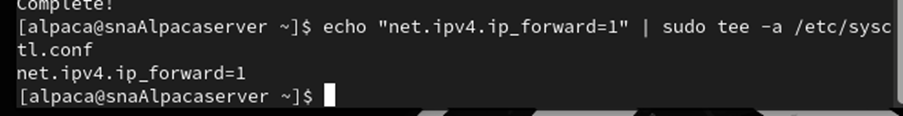 Complete!
[alpaca@snaAlpacaserver ~]$ echo "net.ipv4.ip_forward=1" | sudo tee -a /etc/sysc
tl.conf
net.ipv4.ip_forward=1
[alpaca@snaAlpacaserver ~]$